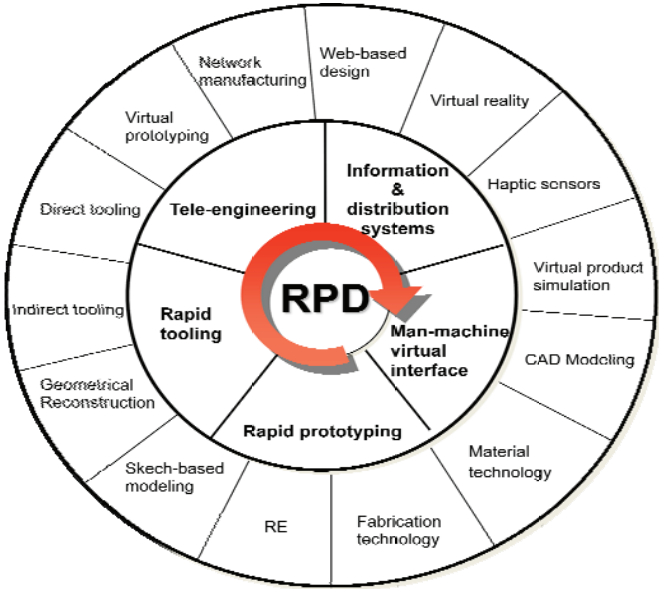 Network
manufacturing
Web-based
design
Virtual reality
Haptic sensors
Virtual product
simulation
CAD Modeling
Material
technology
Fabrication
technology
RE
Skech-based
modeling
Geometrical
Reconstruction
Indirect tooling
Direct tooling
Virtual
prototyping
Tele-engineering
Information
&
distribution
systems
Man-machine
virtual
interface
Rapid prototyping
Rapid
tooling
RPD